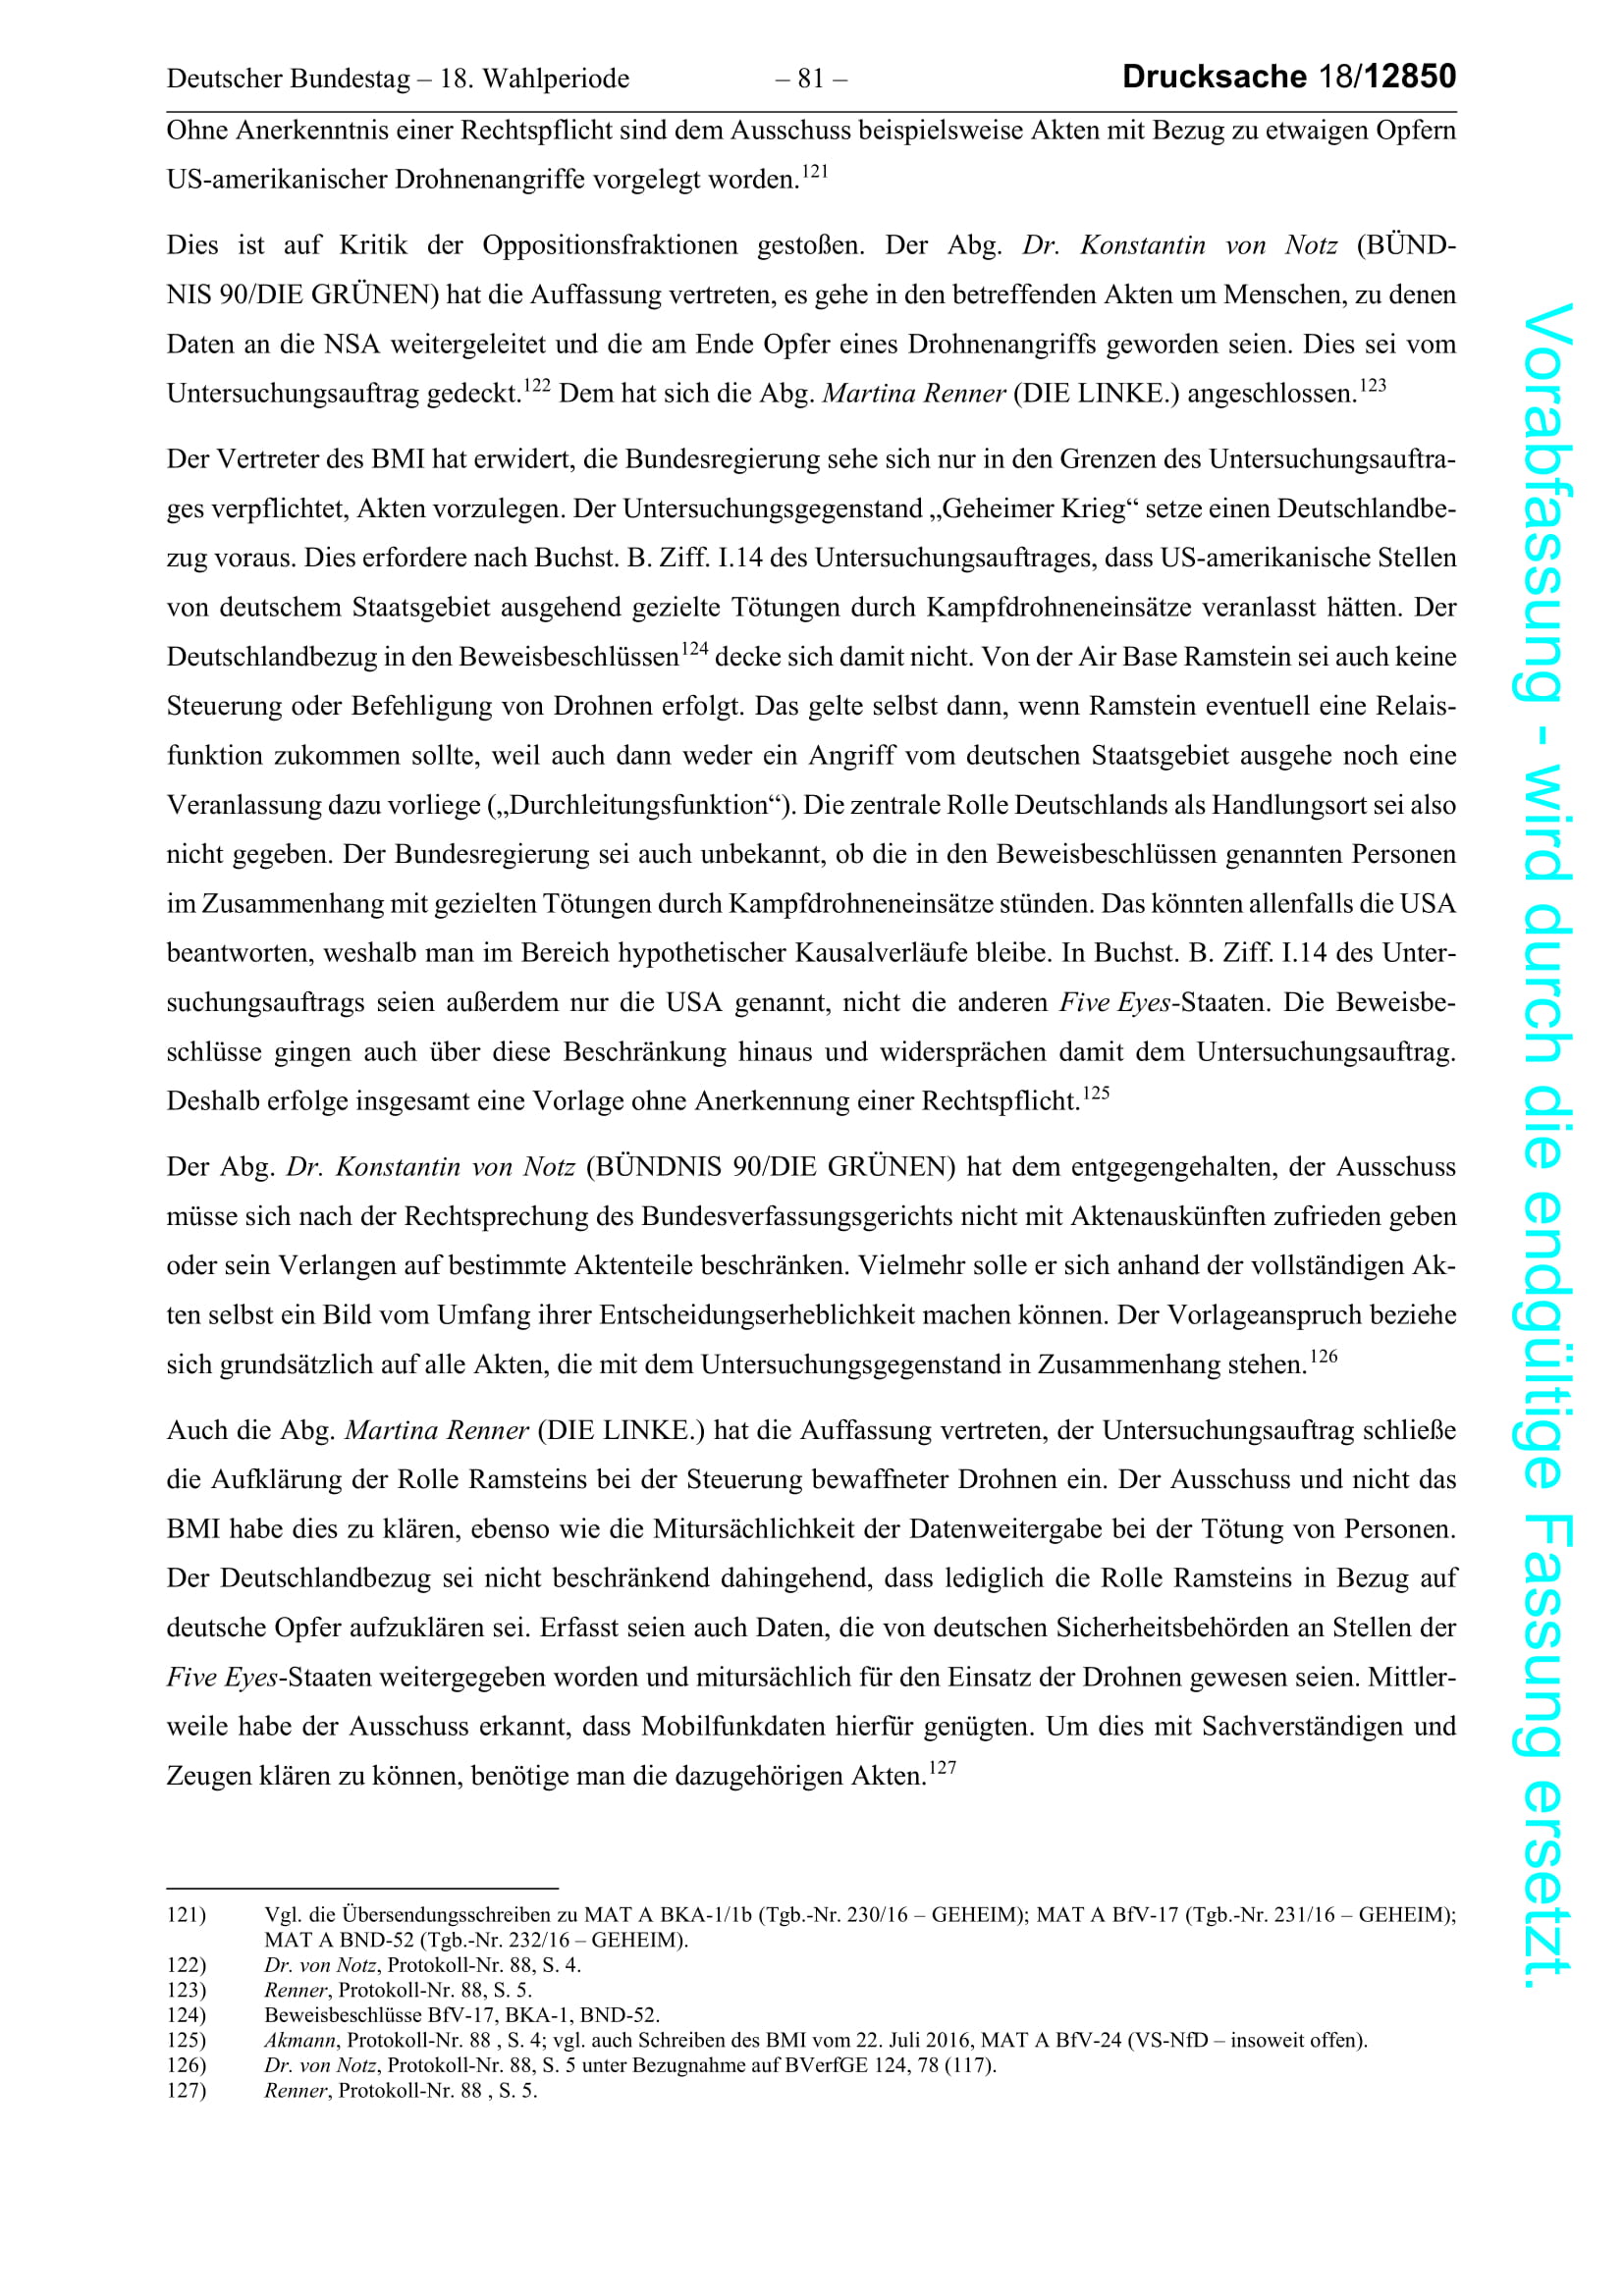 Deutscher Bundestag – 18. Wahlperiode – 81 – Drucksache 18/12850
Ohne Anerkenntnis einer Rechtspflicht sind dem Ausschuss beispielsweise Akten mit Bezug zu etwaigen Opfern
US-amerikanischer Drohnenangriffe vorgelegt worden.121
Dies ist auf Kritik der Oppositionsfraktionen gestoßen. Der Abg. Dr. Konstantin von Notz (BÜND-
NIS 90/DIE GRÜNEN) hat die Auffassung vertreten, es gehe in den betreffenden Akten um Menschen, zu denen
Daten an die NSA weitergeleitet und die am Ende Opfer eines Drohnenangriffs geworden seien. Dies sei vom
Untersuchungsauftrag gedeckt.122 Dem hat sich die Abg. Martina Renner (DIE LINKE.) angeschlossen.123
Der Vertreter des BMI hat erwidert, die Bundesregierung sehe sich nur in den Grenzen des Untersuchungsauftra-
ges verpflichtet, Akten vorzulegen. Der Untersuchungsgegenstand „Geheimer Krieg“ setze einen Deutschlandbe-
zug voraus. Dies erfordere nach Buchst. B. Ziff. I.14 des Untersuchungsauftrages, dass US-amerikanische Stellen
von deutschem Staatsgebiet ausgehend gezielte Tötungen durch Kampfdrohneneinsätze veranlasst hätten. Der
Deutschlandbezug in den Beweisbeschlüssen124 decke sich damit nicht. Von der Air Base Ramstein sei auch keine
Steuerung oder Befehligung von Drohnen erfolgt. Das gelte selbst dann, wenn Ramstein eventuell eine Relais-
funktion zukommen sollte, weil auch dann weder ein Angriff vom deutschen Staatsgebiet ausgehe noch eine
Veranlassung dazu vorliege („Durchleitungsfunktion“). Die zentrale Rolle Deutschlands als Handlungsort sei also
nicht gegeben. Der Bundesregierung sei auch unbekannt, ob die in den Beweisbeschlüssen genannten Personen
im Zusammenhang mit gezielten Tötungen durch Kampfdrohneneinsätze stünden. Das könnten allenfalls die USA
beantworten, weshalb man im Bereich hypothetischer Kausalverläufe bleibe. In Buchst. B. Ziff. I.14 des Unter-
suchungsauftrags seien außerdem nur die USA genannt, nicht die anderen Five Eyes-Staaten. Die Beweisbe-
schlüsse gingen auch über diese Beschränkung hinaus und widersprächen damit dem Untersuchungsauftrag.
Deshalb erfolge insgesamt eine Vorlage ohne Anerkennung einer Rechtspflicht.125
Der Abg. Dr. Konstantin von Notz (BÜNDNIS 90/DIE GRÜNEN) hat dem entgegengehalten, der Ausschuss
müsse sich nach der Rechtsprechung des Bundesverfassungsgerichts nicht mit Aktenauskünften zufrieden geben
oder sein Verlangen auf bestimmte Aktenteile beschränken. Vielmehr solle er sich anhand der vollständigen Ak-
ten selbst ein Bild vom Umfang ihrer Entscheidungserheblichkeit machen können. Der Vorlageanspruch beziehe
sich grundsätzlich auf alle Akten, die mit dem Untersuchungsgegenstand in Zusammenhang stehen.126
Auch die Abg. Martina Renner (DIE LINKE.) hat die Auffassung vertreten, der Untersuchungsauftrag schließe
die Aufklärung der Rolle Ramsteins bei der Steuerung bewaffneter Drohnen ein. Der Ausschuss und nicht das
BMI habe dies zu klären, ebenso wie die Mitursächlichkeit der Datenweitergabe bei der Tötung von Personen.
Der Deutschlandbezug sei nicht beschränkend dahingehend, dass lediglich die Rolle Ramsteins in Bezug auf
deutsche Opfer aufzuklären sei. Erfasst seien auch Daten, die von deutschen Sicherheitsbehörden an Stellen der
Five Eyes-Staaten weitergegeben worden und mitursächlich für den Einsatz der Drohnen gewesen seien. Mittler-
weile habe der Ausschuss erkannt, dass Mobilfunkdaten hierfür genügten. Um dies mit Sachverständigen und
Zeugen klären zu können, benötige man die dazugehörigen Akten.127
121) Vgl. die Übersendungsschreiben zu MAT A BKA-1/1b (Tgb.-Nr. 230/16 – GEHEIM); MAT A BfV-17 (Tgb.-Nr. 231/16 – GEHEIM);
MAT A BND-52 (Tgb.-Nr. 232/16 – GEHEIM).
122) Dr. von Notz, Protokoll-Nr. 88, S. 4.
123) Renner, Protokoll-Nr. 88, S. 5.
124) Beweisbeschlüsse BfV-17, BKA-1, BND-52.
125) Akmann, Protokoll-Nr. 88 , S. 4; vgl. auch Schreiben des BMI vom 22. Juli 2016, MAT A BfV-24 (VS-NfD – insoweit offen).
126) Dr. von Notz, Protokoll-Nr. 88, S. 5 unter Bezugnahme auf BVerfGE 124, 78 (117).
127) Renner, Protokoll-Nr. 88 , S. 5.
Vorabfassung - wird durch die endgültige Fassung ersetzt.